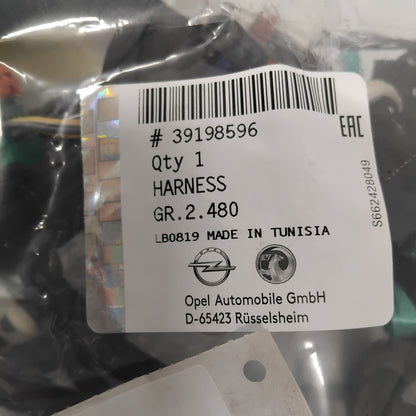 # 39198596
Qty 1
HARNESS
GR.2.480
LB0819 MADE IN TUNISIA
Opel Automobile GmbH
D-65423 Rüsselsheim
EAC
S662428049